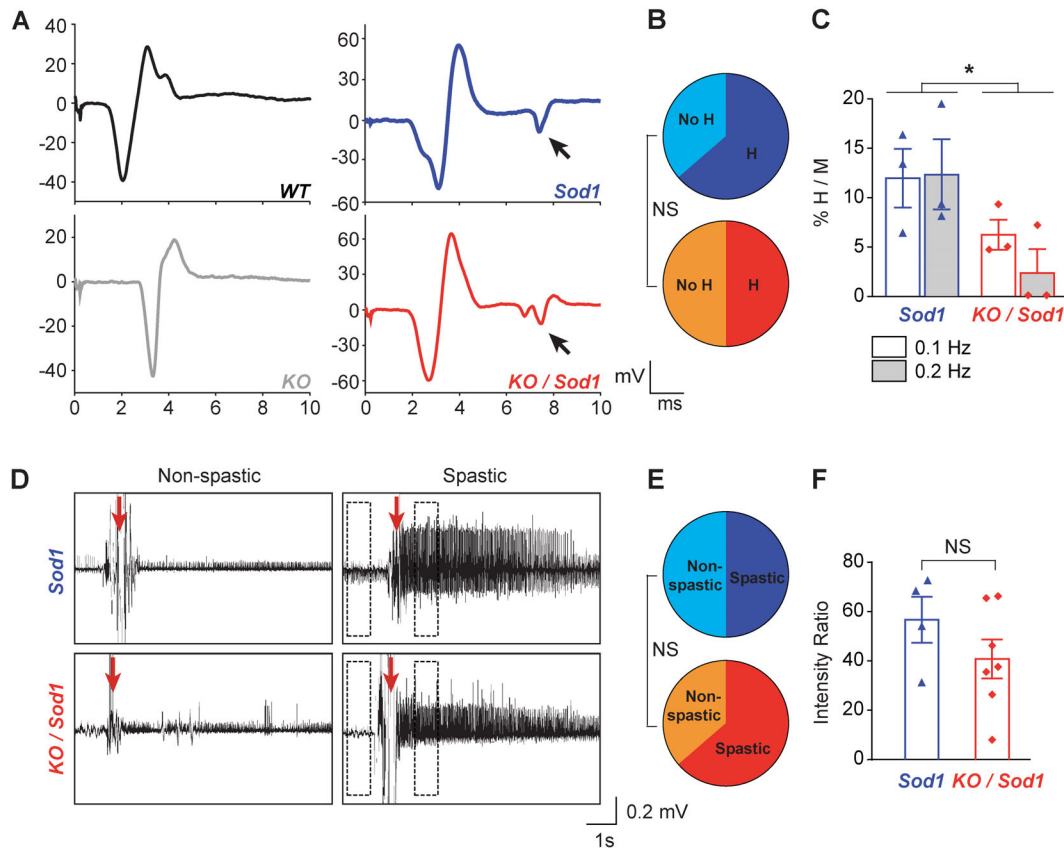 A
40
20
0
-20
-40
WT
60
30
0
-30
-60
Sod1
20
0
-20
-40
KO
0 2 4 6 8 10
60
30
0
-30
-60
KO / Sod1
0 2 4 6 8 10
B
No H
H
NS
No H
H
mV
ms
C
*
% H / M
20
15
10
5
0
Sod1 KO / Sod1
0.1 Hz
0.2 Hz
D
Non-spastic Spastic
Sod1
KO / Sod1
0.2 mV
1s
E
Non-
spastic
Spastic
NS
Non-
spastic
Spastic
F
NS
Intensity Ratio
80
60
40
20
0
Sod1 KO / Sod1